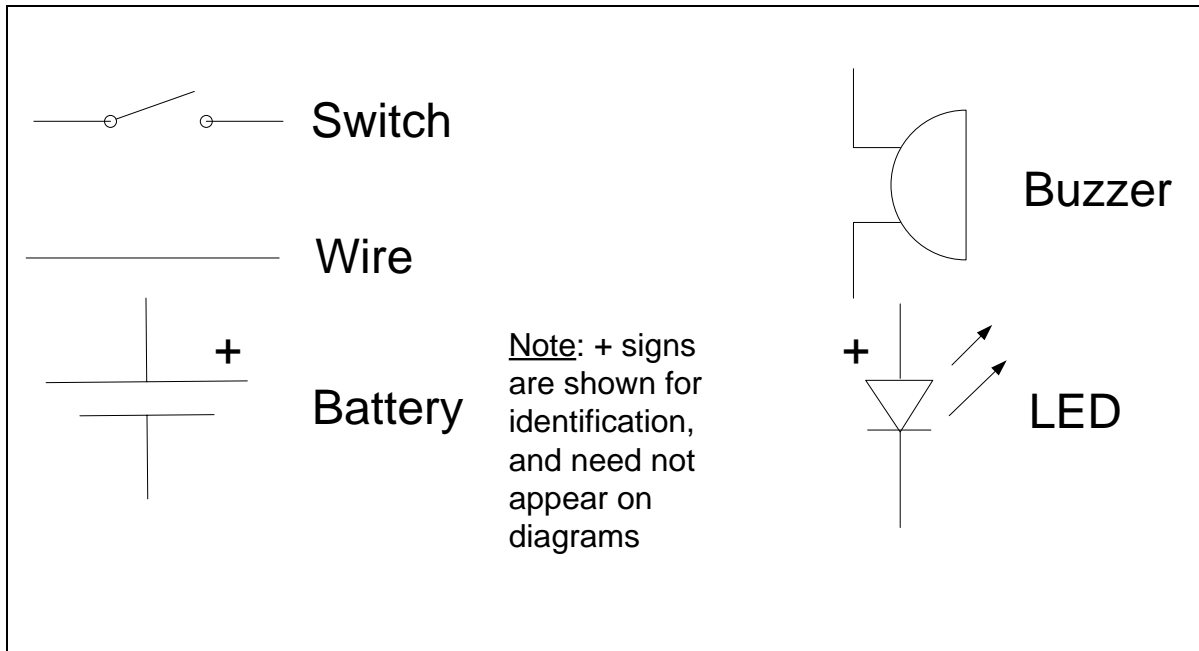 Switch
Buzzer
Wire
+
Battery
Note: + signs
are shown for
identification,
and need not
appear on
diagrams
+
LED